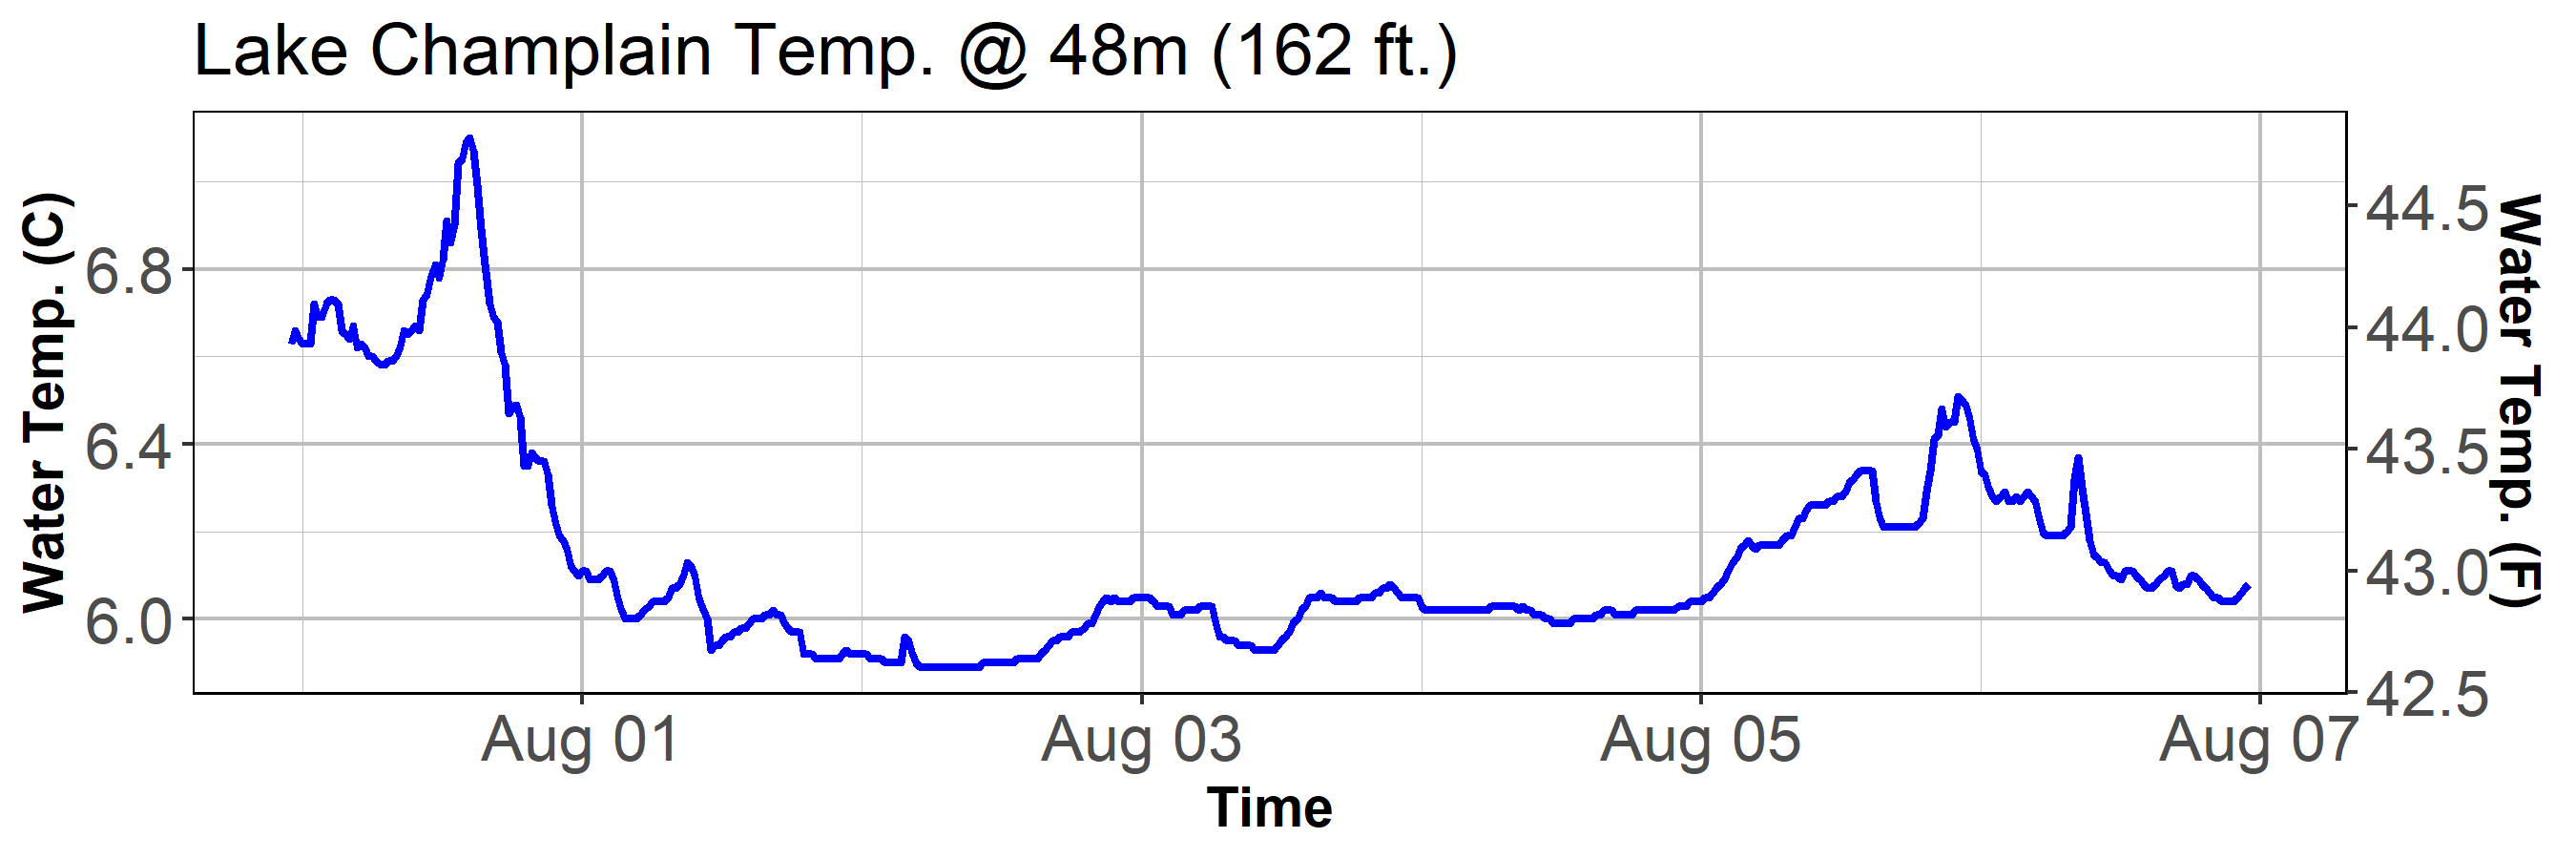 Lake Champlain Temp. @ 48m (162 ft.)
Water Temp. (C)
6.8
6.4
6.0
44.5
44.0
43.5
43.0
42.5
Water Temp. (F)
Aug 01
Aug 03
Aug 05
Aug 07
Time